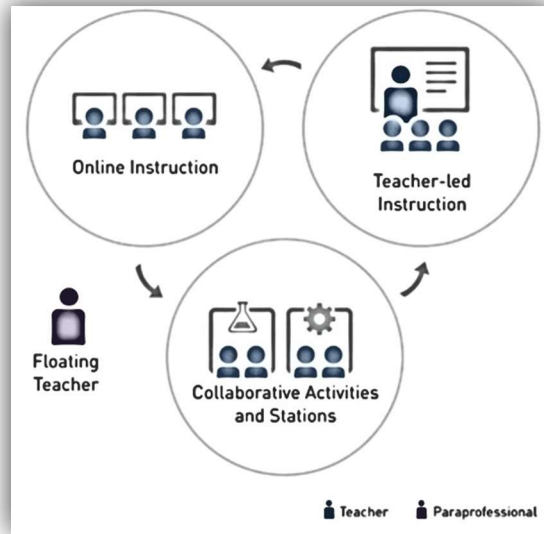 Online Instruction
Teacher-led
Instruction
Floating
Teacher
Collaborative Activities
and Stations
Teacher
Paraprofessional